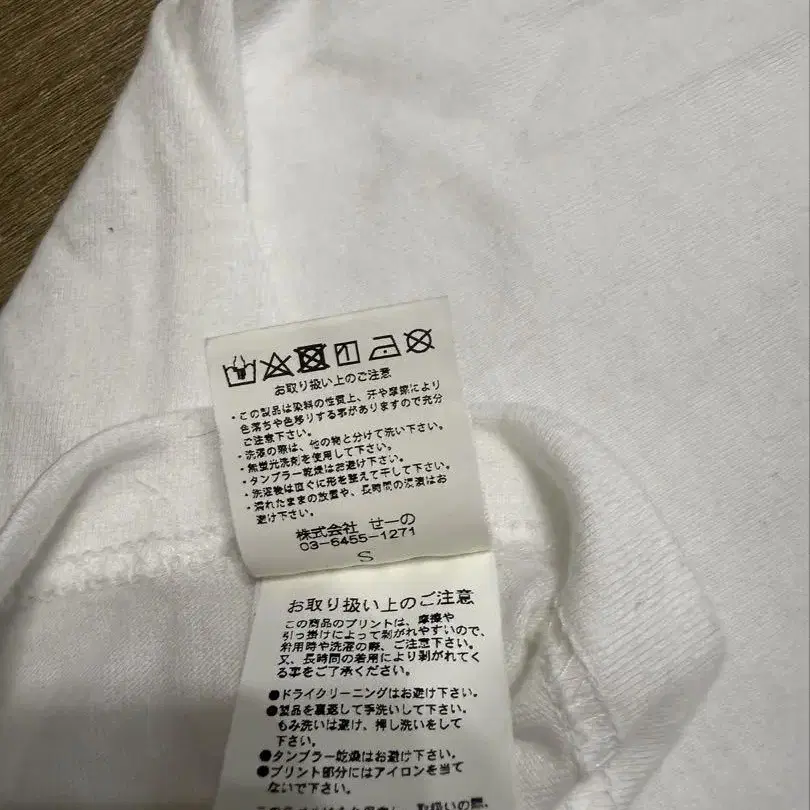 お取り扱い上のご注意
・この製品は染料の性質上、汗や摩擦により
色落ちや色移りする事がありますので充分
ご注意下さい。
・洗濯の際は、他の発と分けて洗い下さい。
・無蛍光洗剤を使用して下さい。
・タンブラー乾燥はお避け下さい。
・洗濯後は直ぐに形を整えて干して下さい。
・濡れたままの放置や、長時間の浸漬はお
避け下さい。
株式会社 せーの
03-6455-1271
S
お取り扱い上のご注意
この商品のプリントは、摩擦や
引っ掛けによって剥がれやすいので、
着用時や洗濯の際、ご注意下さい。
又、長時間の着用により剥がれてく
る事をご了承ください。
●ドライクリーニングはお避け下さい。
●製品を裏返して手洗いして下さい。
もみ洗いは避け、押し洗いをして
下さい。
●タンブラー乾燥はお避け下さい。
●プリント部分にはアイロンを当て
ないで下さい。
取扱いの際、